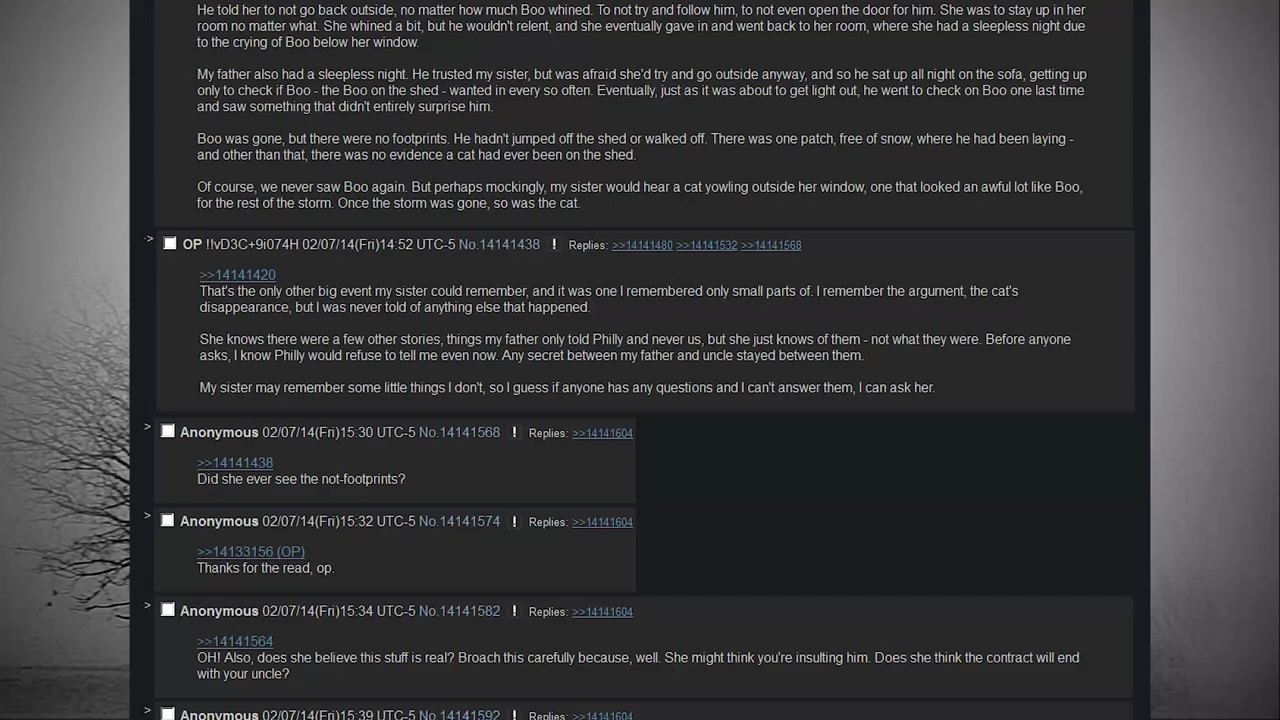 He told her to not go back outside, no matter how much Boo whined. To not try and follow him, to not even open the door for him. She was to stay up in her
room no matter what. She whined a bit, but he wouldn't relent, and she eventually gave in and went back to her room, where she had a sleepless night due
to the crying of Boo below her window.
My father also had a sleepless night. He trusted my sister, but was afraid she'd try and go outside anyway, and so he sat up all night on the sofa, getting up
only to check if Boo - the Boo on the shed - wanted in every so often. Eventually, just as it was about to get light out, he went to check on Boo one last time
and saw something that didn't entirely surprise him.
Boo was gone, but there were no footprints. He hadn't jumped off the shed or walked off. There was one patch, free of snow, where he had been laying -
and other than that, there was no evidence a cat had ever been on the shed.
Of course, we never saw Boo again. But perhaps mockingly, my sister would hear a cat yowling outside her window, one that looked an awful lot like Boo,
for the rest of the storm. Once the storm was gone, so was the cat.
> OP !!vD3C+9i074H 02/07/14(Fri)14:52 UTC-5 No.14141438 ! Replies: >>14141480 >>14141532 >>14141568
>>14141420
That's the only other big event my sister could remember, and it was one I remembered only small parts of. I remember the argument, the cat's
disappearance, but I was never told of anything else that happened.
She knows there were a few other stories, things my father only told Philly and never us, but she just knows of them - not what they were. Before anyone
asks, I know Philly would refuse to tell me even now. Any secret between my father and uncle stayed between them.
My sister may remember some little things I don't, so I guess if anyone has any questions and I can't answer them, I can ask her.
> Anonymous 02/07/14(Fri)15:30 UTC-5 No.14141568 ! Replies: >>14141604
>>14141438
Did she ever see the not-footprints?
> Anonymous 02/07/14(Fri)15:32 UTC-5 No.14141574 ! Replies: >>14141604
>>14133156 (OP)
Thanks for the read, op.
> Anonymous 02/07/14(Fri)15:34 UTC-5 No.14141582 ! Replies: >>14141604
>>14141564
OH! Also, does she believe this stuff is real? Broach this carefully because, well. She might think you're insulting him. Does she think the contract will end
with your uncle?
> Anonymous 02/07/14(Fri)15:39 UTC-5 No.14141592 ! Replies: >>14141604